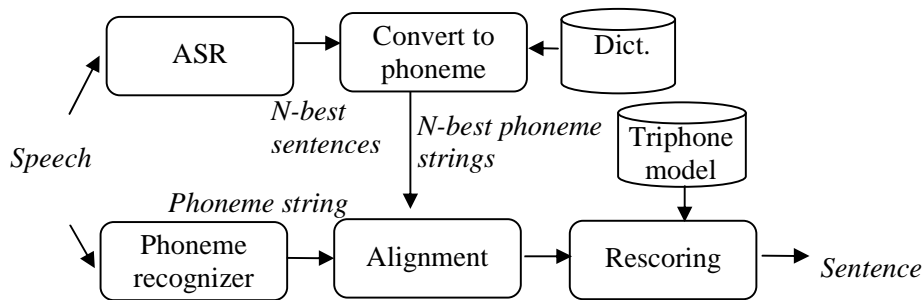 ASR
Convert to
phoneme
Dict.
N-best
sentences
N-best phoneme
strings
Triphone
model
Speech
Phoneme string
Phoneme
recognizer
Alignment
Rescoring
Sentence